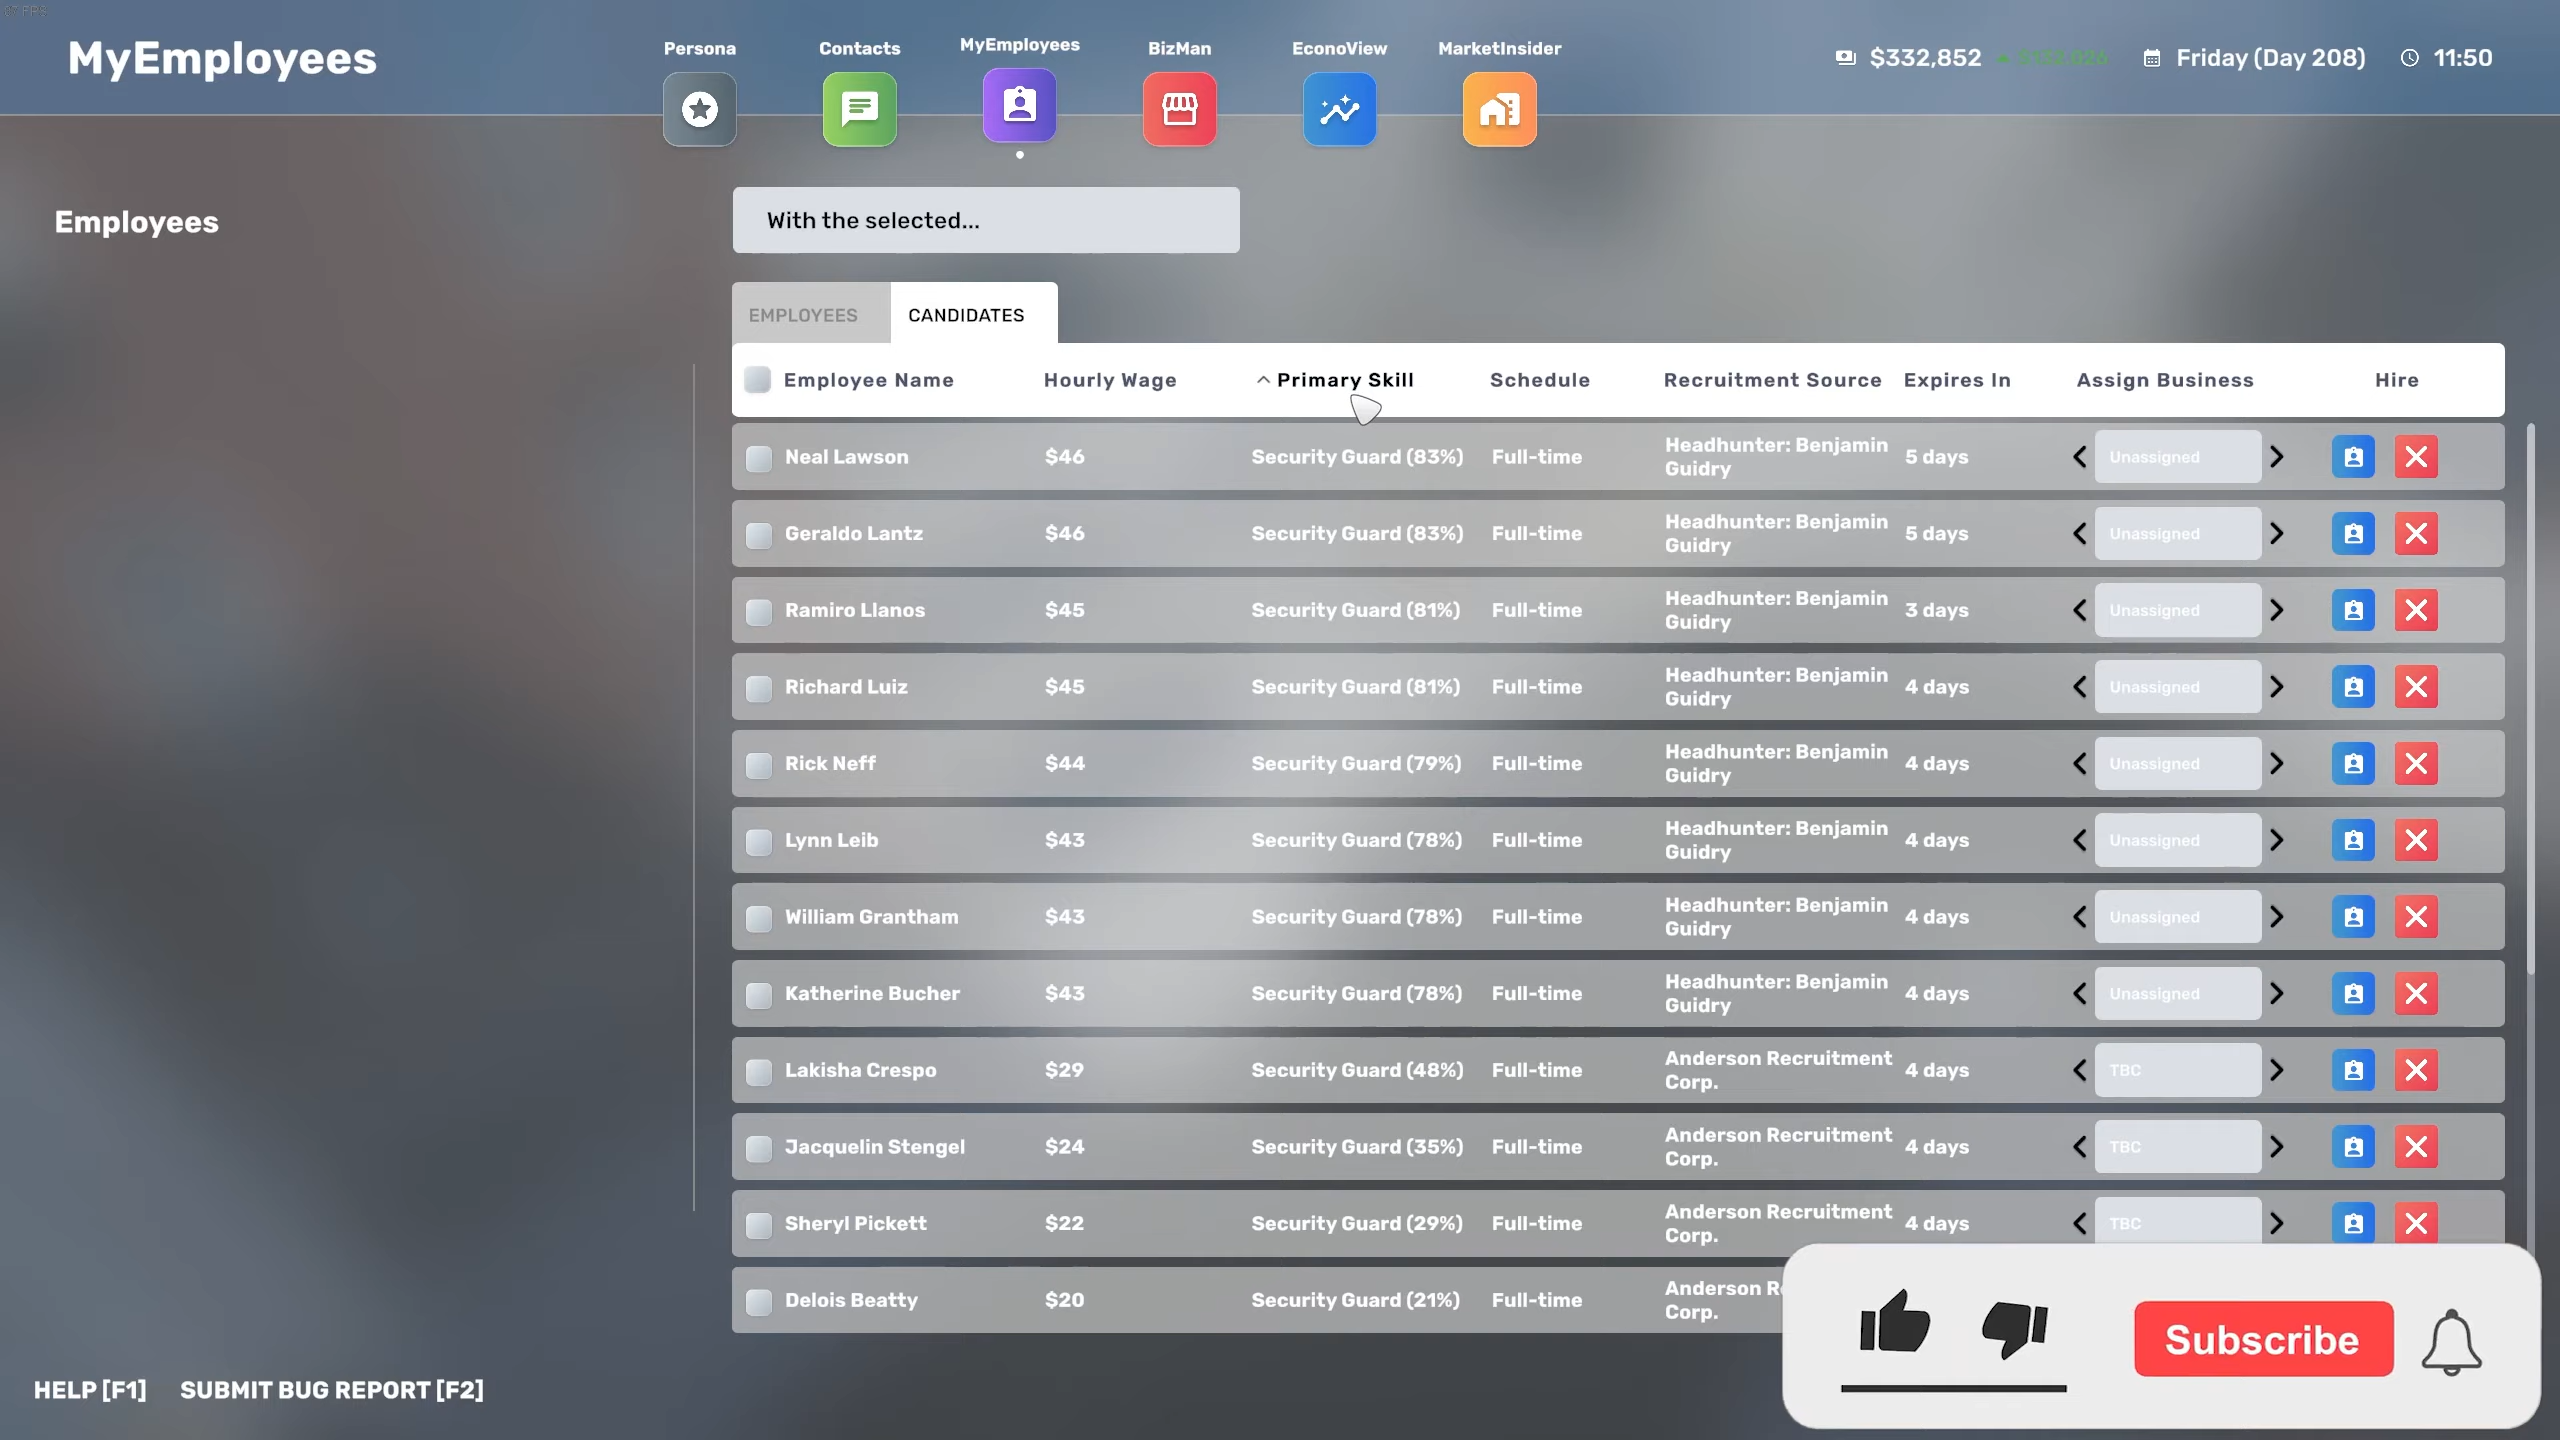 MyEmployees
Persona
Contacts
MyEmployees
BizMan
EconoView
MarketInsider
$332,852
Friday (Day 208)
11:50
Employees
With the selected...
EMPLOYEES
CANDIDATES
Employee Name Hourly Wage Primary Skill Schedule Recruitment Source Expires In Assign Business Hire
Neal Lawson $46 Security Guard (83%) Full-time Headhunter: Benjamin Guidry 5 days Unassigned
Geraldo Lantz $46 Security Guard (83%) Full-time Headhunter: Benjamin Guidry 5 days Unassigned
Ramiro Llanos $45 Security Guard (81%) Full-time Headhunter: Benjamin Guidry 3 days Unassigned
Richard Luiz $45 Security Guard (81%) Full-time Headhunter: Benjamin Guidry 4 days Unassigned
Rick Neff $44 Security Guard (79%) Full-time Headhunter: Benjamin Guidry 4 days Unassigned
Lynn Leib $43 Security Guard (78%) Full-time Headhunter: Benjamin Guidry 4 days Unassigned
William Grantham $43 Security Guard (78%) Full-time Headhunter: Benjamin Guidry 4 days Unassigned
Katherine Bucher $43 Security Guard (78%) Full-time Headhunter: Benjamin Guidry 4 days Unassigned
Lakisha Crespo $29 Security Guard (48%) Full-time Anderson Recruitment Corp. 4 days TBC
Jacquelin Stengel $24 Security Guard (35%) Full-time Anderson Recruitment Corp. 4 days TBC
Sheryl Pickett $22 Security Guard (29%) Full-time Anderson Recruitment Corp. 4 days TBC
Delois Beatty $20 Security Guard (21%) Full-time Anderson Corp.
HELP [F1] SUBMIT BUG REPORT [F2]
Subscribe